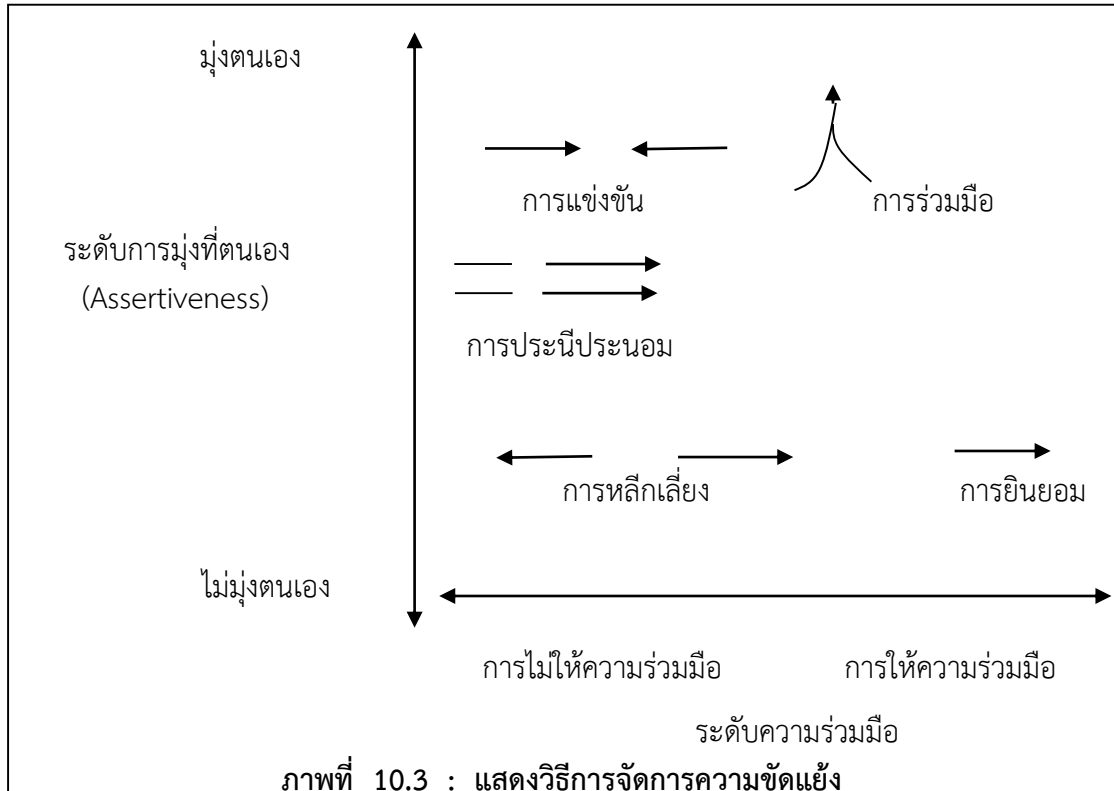 มุ่งตนเอง
การแข่งขัน การร่วมมือ
ระดับการมุ่งที่ตนเอง
(Assertiveness)
การประนีประนอม
การหลีกเลี่ยง การยินยอม
ไม่มุ่งตนเอง
การไม่ให้ความร่วมมือ การให้ความร่วมมือ
ระดับความร่วมมือ
ภาพที่ 10.3 : แสดงวิธีการจัดการความขัดแย้ง